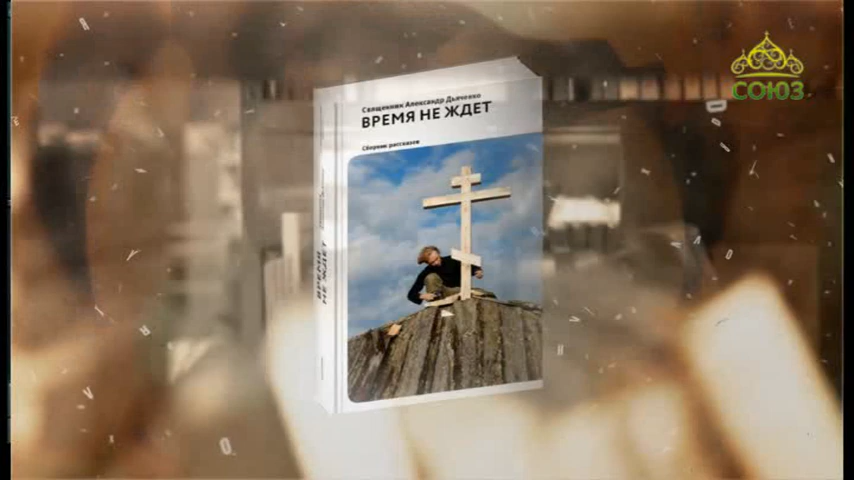 СОЮЗ
Священник Александр Дьяченко
ВРЕМЯ НЕ ЖДЕТ
Сборник рассказов
ВРЕМЯ
НЕ ЖДЕТ